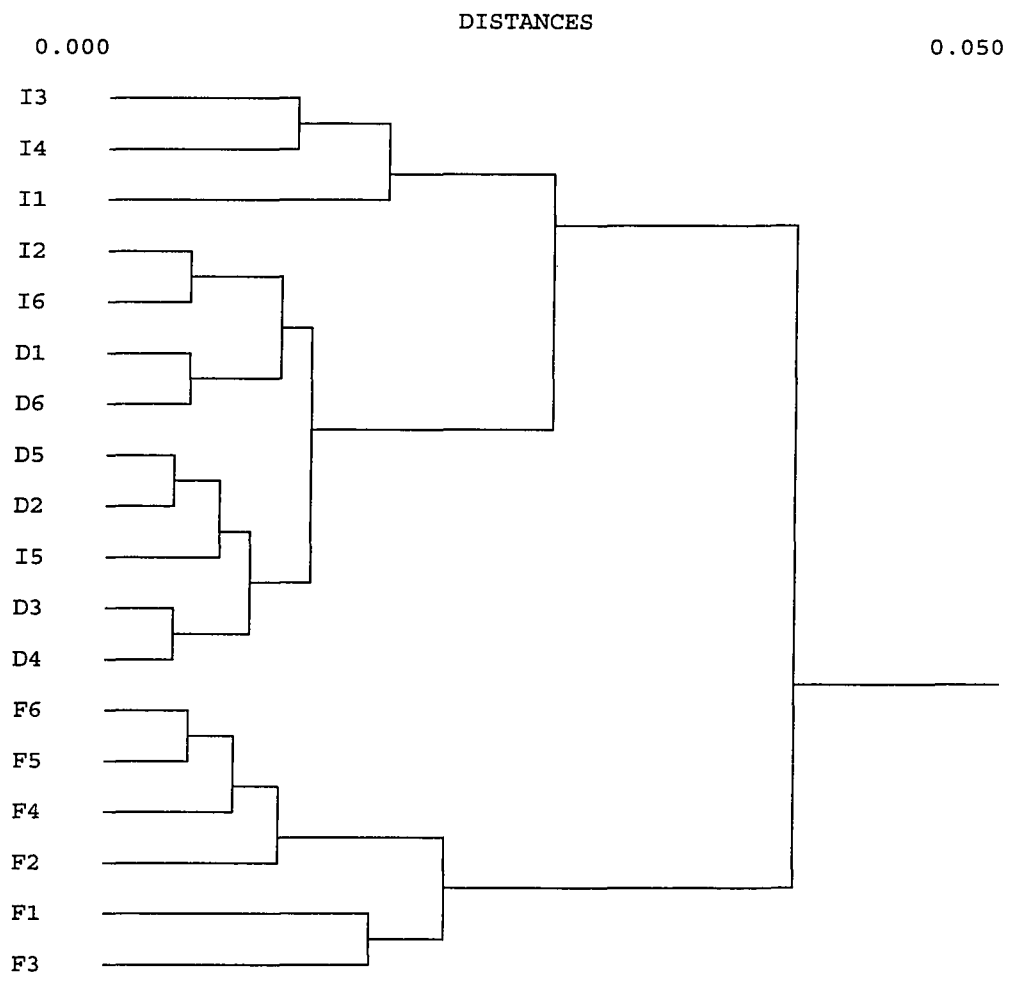 DISTANCES
0.000 0.050
I3
I4
I1
I2
I6
D1
D6
D5
D2
I5
D3
D4
F6
F5
F4
F2
F1
F3